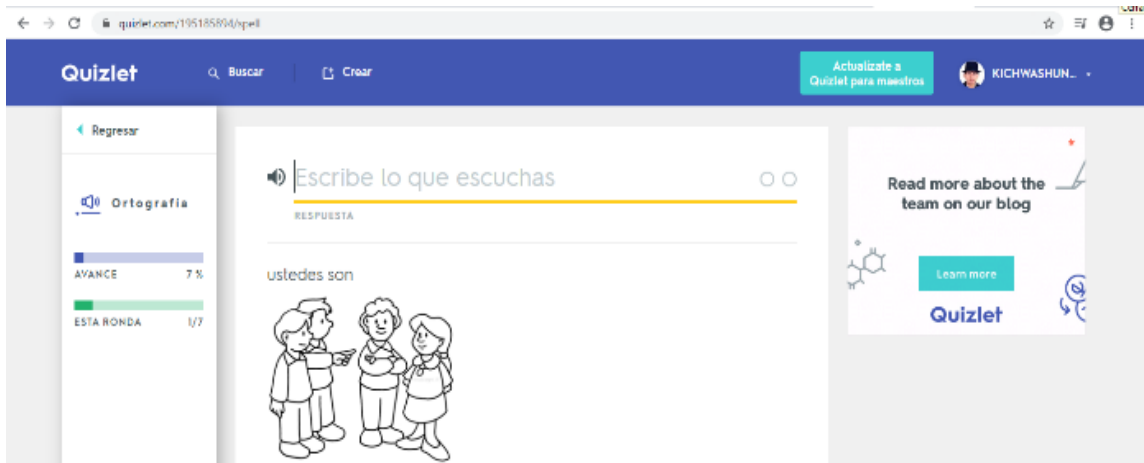 quizlet.com/195185894/spell
Quizlet
Buscar
Crear
Actualízate a
Quizlet para maestros
KICHWASHUN...
Regresar
Ortografía
AVANCE 7 %
ESTA RONDA 1/7
Escribe lo que escuchas
RESPUESTA
ustedes son
Read more about the
team on our blog
Learn more
Quizlet